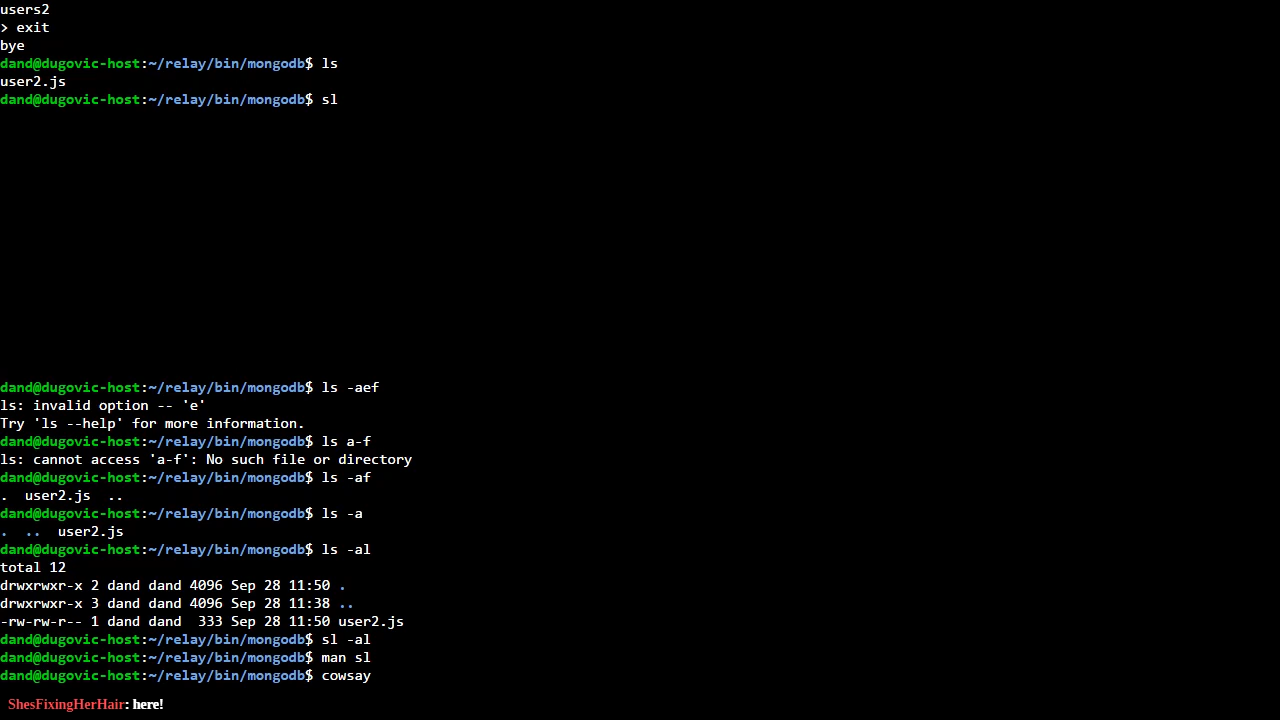 users2
> exit
bye
dand@dugovic-host:~/relay/bin/mongodb$ ls
user2.js
dand@dugovic-host:~/relay/bin/mongodb$ sl
dand@dugovic-host:~/relay/bin/mongodb$ ls -aef
ls: invalid option -- 'e'
Try 'ls --help' for more information.
dand@dugovic-host:~/relay/bin/mongodb$ ls a-f
ls: cannot access 'a-f': No such file or directory
dand@dugovic-host:~/relay/bin/mongodb$ ls -af
.  user2.js  ..
dand@dugovic-host:~/relay/bin/mongodb$ ls -a
.  ..  user2.js
dand@dugovic-host:~/relay/bin/mongodb$ ls -al
total 12
drwxrwxr-x 2 dand dand 4096 Sep 28 11:50 .
drwxrwxr-x 3 dand dand 4096 Sep 28 11:38 ..
-rw-rw-r-- 1 dand dand  333 Sep 28 11:50 user2.js
dand@dugovic-host:~/relay/bin/mongodb$ sl -al
dand@dugovic-host:~/relay/bin/mongodb$ man sl
dand@dugovic-host:~/relay/bin/mongodb$ cowsay
ShesFixingHerHair: here!